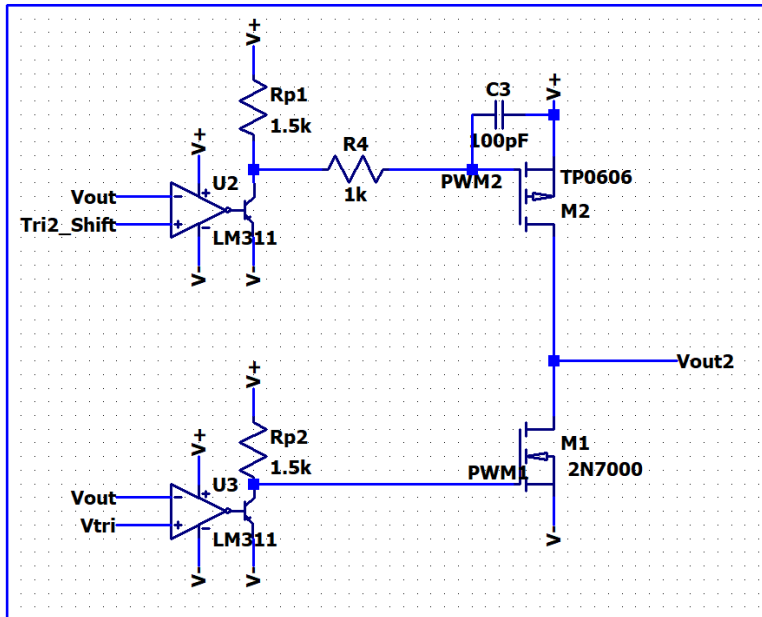 V+
Rp1
1.5k
V+
C3
100pF
V+
R4
1k
PWM2
TP0606
M2
U2
Vout
Tri2_Shift
+
-
-
+
LM311
V-
V-
Vout2
V+
Rp2
1.5k
V+
M1
2N7000
PWM1
U3
Vout
Vtri
+
-
-
+
LM311
V-
V-
V-